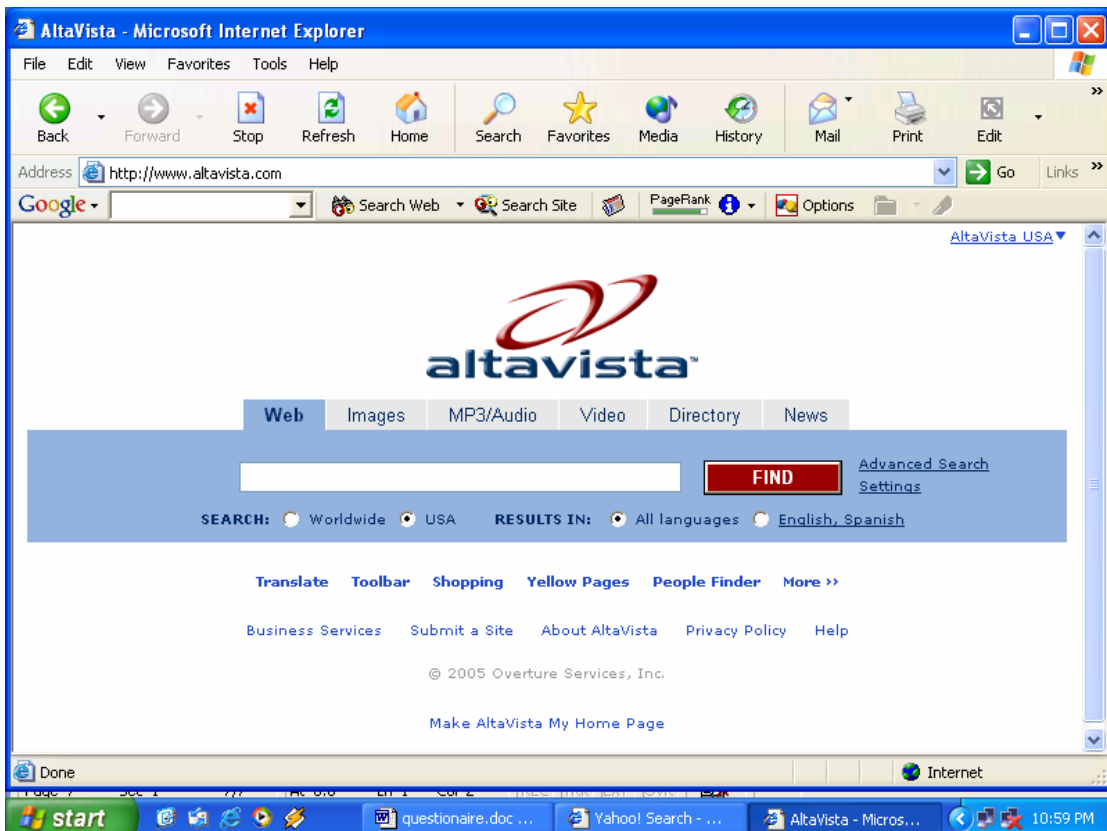 AltaVista - Microsoft Internet Explorer
File Edit View Favorites Tools Help
Back Forward Stop Refresh Home Search Favorites Media History Mail Print Edit »
Address http://www.altavista.com Go Links »
Google Search Web Search Site PageRank Options
AltaVista USA
altavista™
Web Images MP3/Audio Video Directory News
FIND
Advanced Search
Settings
SEARCH: Worldwide USA RESULTS IN: All languages English, Spanish
Translate Toolbar Shopping Yellow Pages People Finder More >>
Business Services Submit a Site About AltaVista Privacy Policy Help
© 2005 Overture Services, Inc.
Make AltaVista My Home Page
Done Internet
start questionaire.doc ... Yahoo! Search - ... AltaVista - Micros... 10:59 PM